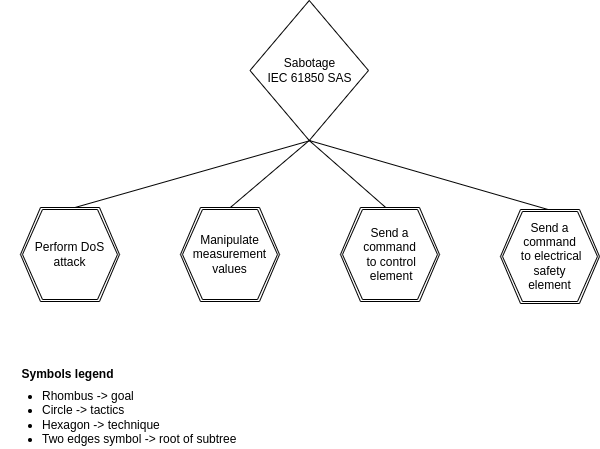 Sabotage
IEC 61850 SAS
Perform DoS
attack
Manipulate
measurement
values
Send a
command
to control
element
Send a
command
to electrical
safety
element
Symbols legend
Rhombus -> goal
Circle -> tactics
Hexagon -> technique
Two edges symbol -> root of subtree